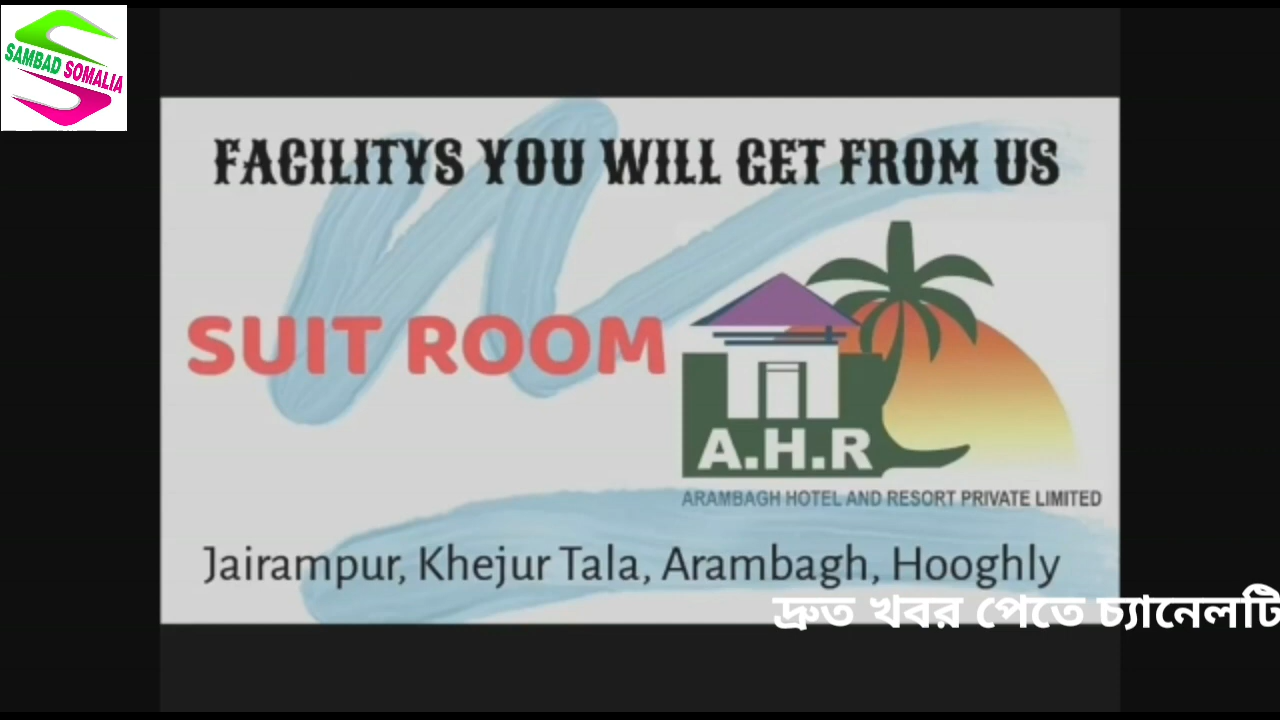 SAMBAD SOMALIA
FACILITYS YOU WILL GET FROM US
SUIT ROOM
A.H.R
ARAMBAGH HOTEL AND RESORT PRIVATE LIMITED
Jairampur, Khejur Tala, Arambagh, Hooghly
দ্রুত খবর পেতে চ্যানেলটি